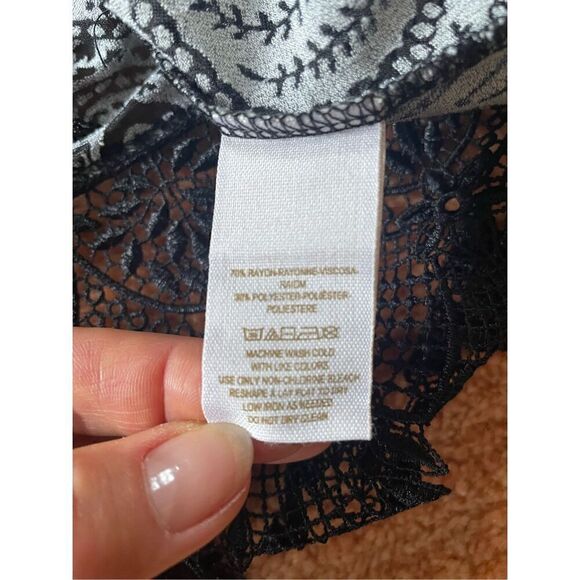 70% RAYON-RAYONNE-VISCOSA-
RAIOM
30% POLYESTER-POLIÉSTER-
POLIESTERE
MACHINE WASH COLD
WITH LIKE COLORS
USE ONLY NON-CHLORINE BLEACH
RESHAPE & LAY FLAT TO DRY
LOW IRON AS NEEDED
DO NOT DRY CLEAN